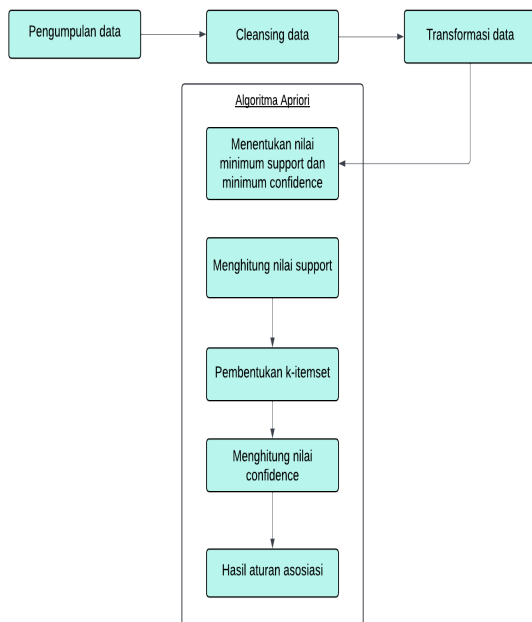 Pengumpulan data
Cleansing data
Transformasi data
Algoritma Apriori
Menentukan nilai
minimum support dan
minimum confidence
Menghitung nilai support
Pembentukan k-itemset
Menghitung nilai
confidence
Hasil aturan asosiasi